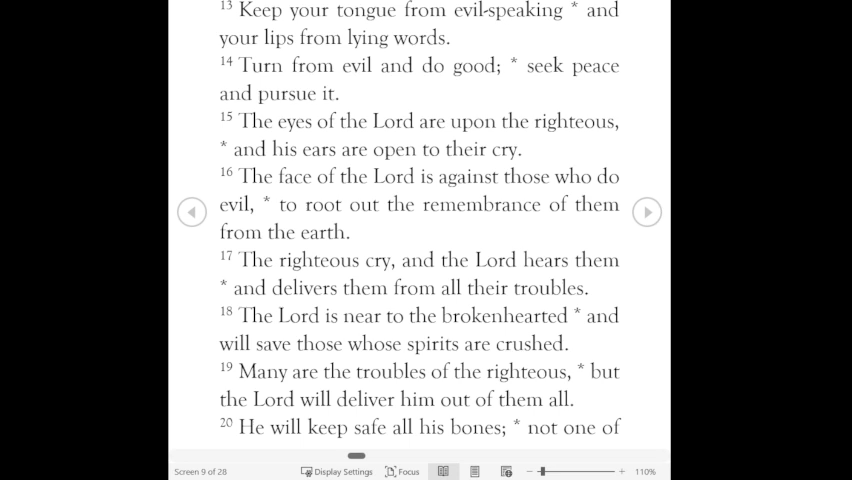 13 Keep your tongue from evil-speaking * and
your lips from lying words.
14 Turn from evil and do good; * seek peace
and pursue it.
15 The eyes of the Lord are upon the righteous,
* and his ears are open to their cry.
16 The face of the Lord is against those who do
evil, * to root out the remembrance of them
from the earth.
17 The righteous cry, and the Lord hears them
* and delivers them from all their troubles.
18 The Lord is near to the brokenhearted * and
will save those whose spirits are crushed.
19 Many are the troubles of the righteous, * but
the Lord will deliver him out of them all.
20 He will keep safe all his bones; * not one of
Screen 9 of 28 Display Settings Focus 110%